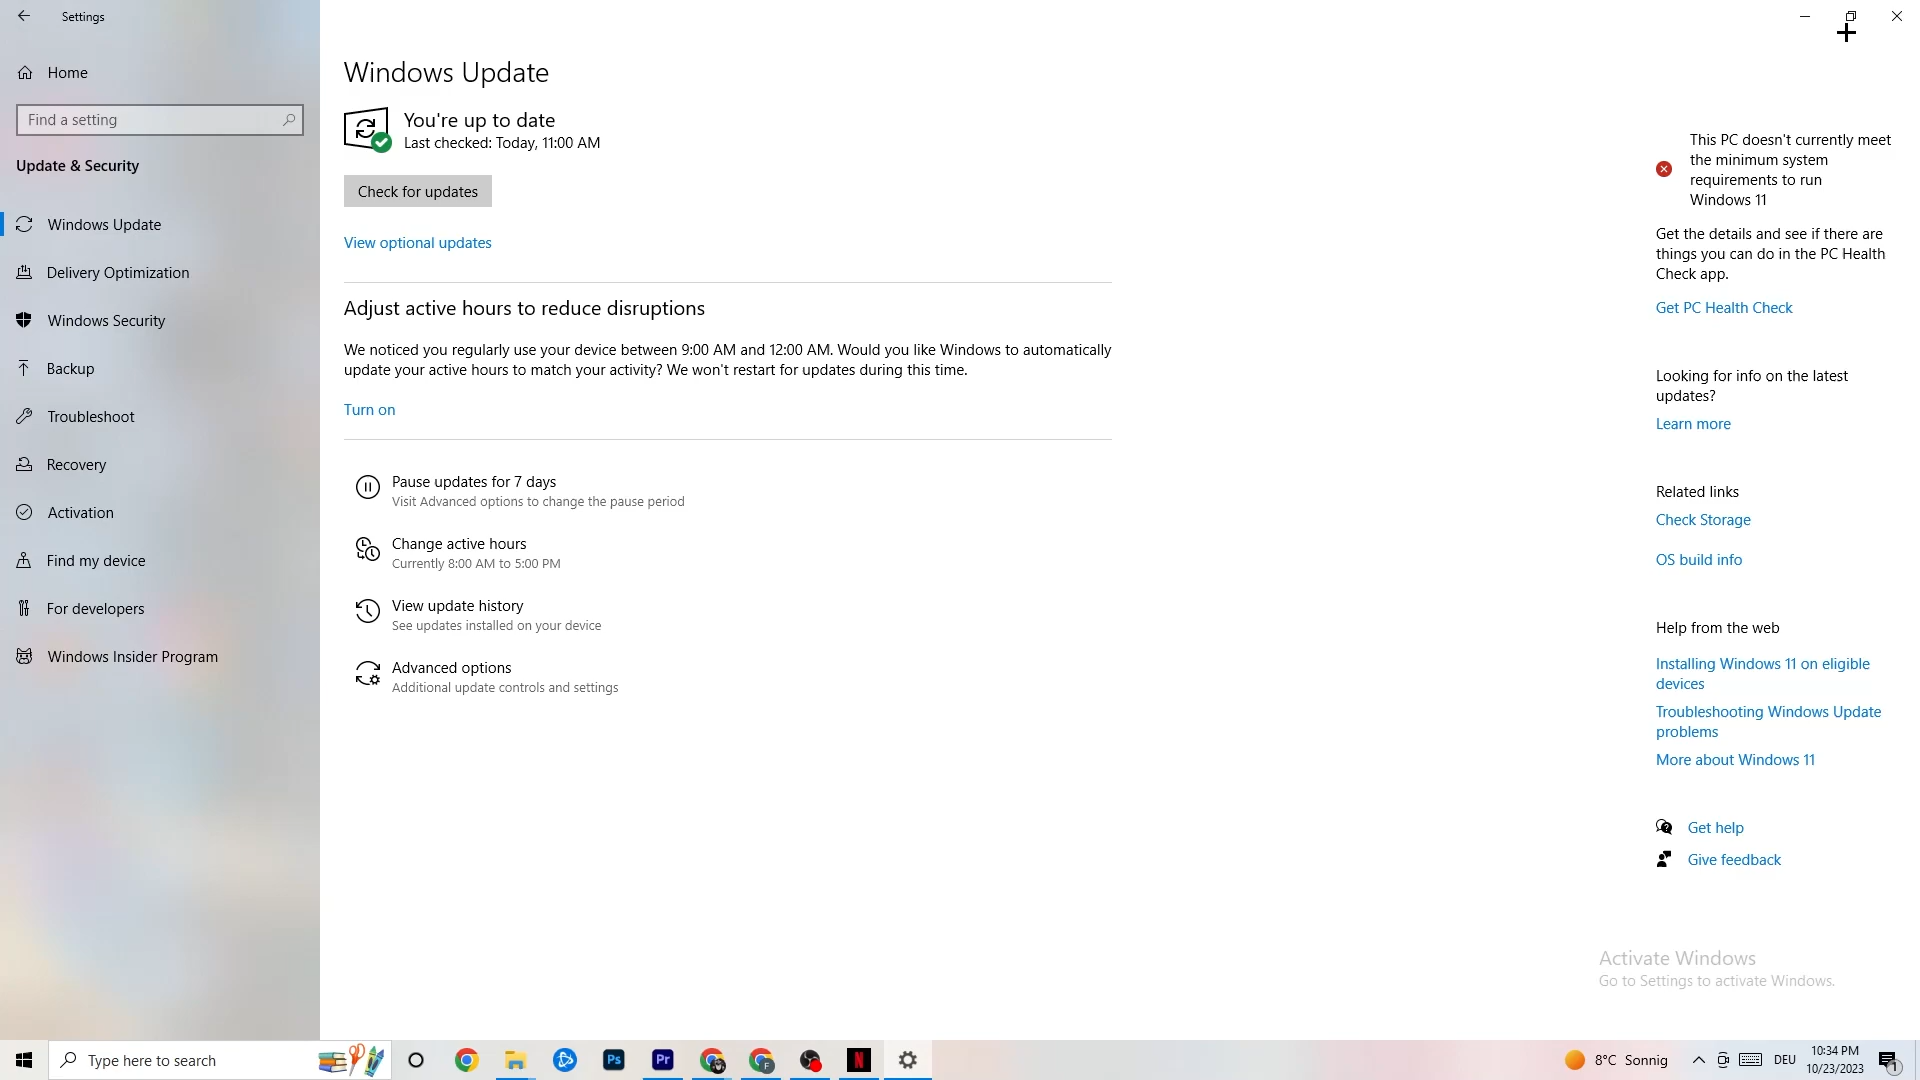 Settings
Home
Find a setting
Update & Security
Windows Update
Delivery Optimization
Windows Security
Backup
Troubleshoot
Recovery
Activation
Find my device
For developers
Windows Insider Program
Windows Update
You're up to date
Last checked: Today, 11:00 AM
Check for updates
View optional updates
Adjust active hours to reduce disruptions
We noticed you regularly use your device between 9:00 AM and 12:00 AM. Would you like Windows to automatically
update your active hours to match your activity? We won't restart for updates during this time.
Turn on
Pause updates for 7 days
Visit Advanced options to change the pause period
Change active hours
Currently 8:00 AM to 5:00 PM
View update history
See updates installed on your device
Advanced options
Additional update controls and settings
This PC doesn't currently meet
the minimum system
requirements to run
Windows 11
Get the details and see if there are
things you can do in the PC Health
Check app.
Get PC Health Check
Looking for info on the latest
updates?
Learn more
Related links
Check Storage
OS build info
Help from the web
Installing Windows 11 on eligible
devices
Troubleshooting Windows Update
problems
More about Windows 11
Get help
Give feedback
Activate Windows
Go to Settings to activate Windows.
Type here to search
Ps
Pr
F
N
8°C Sonnig
DEU
10:34 PM
10/23/2023
1